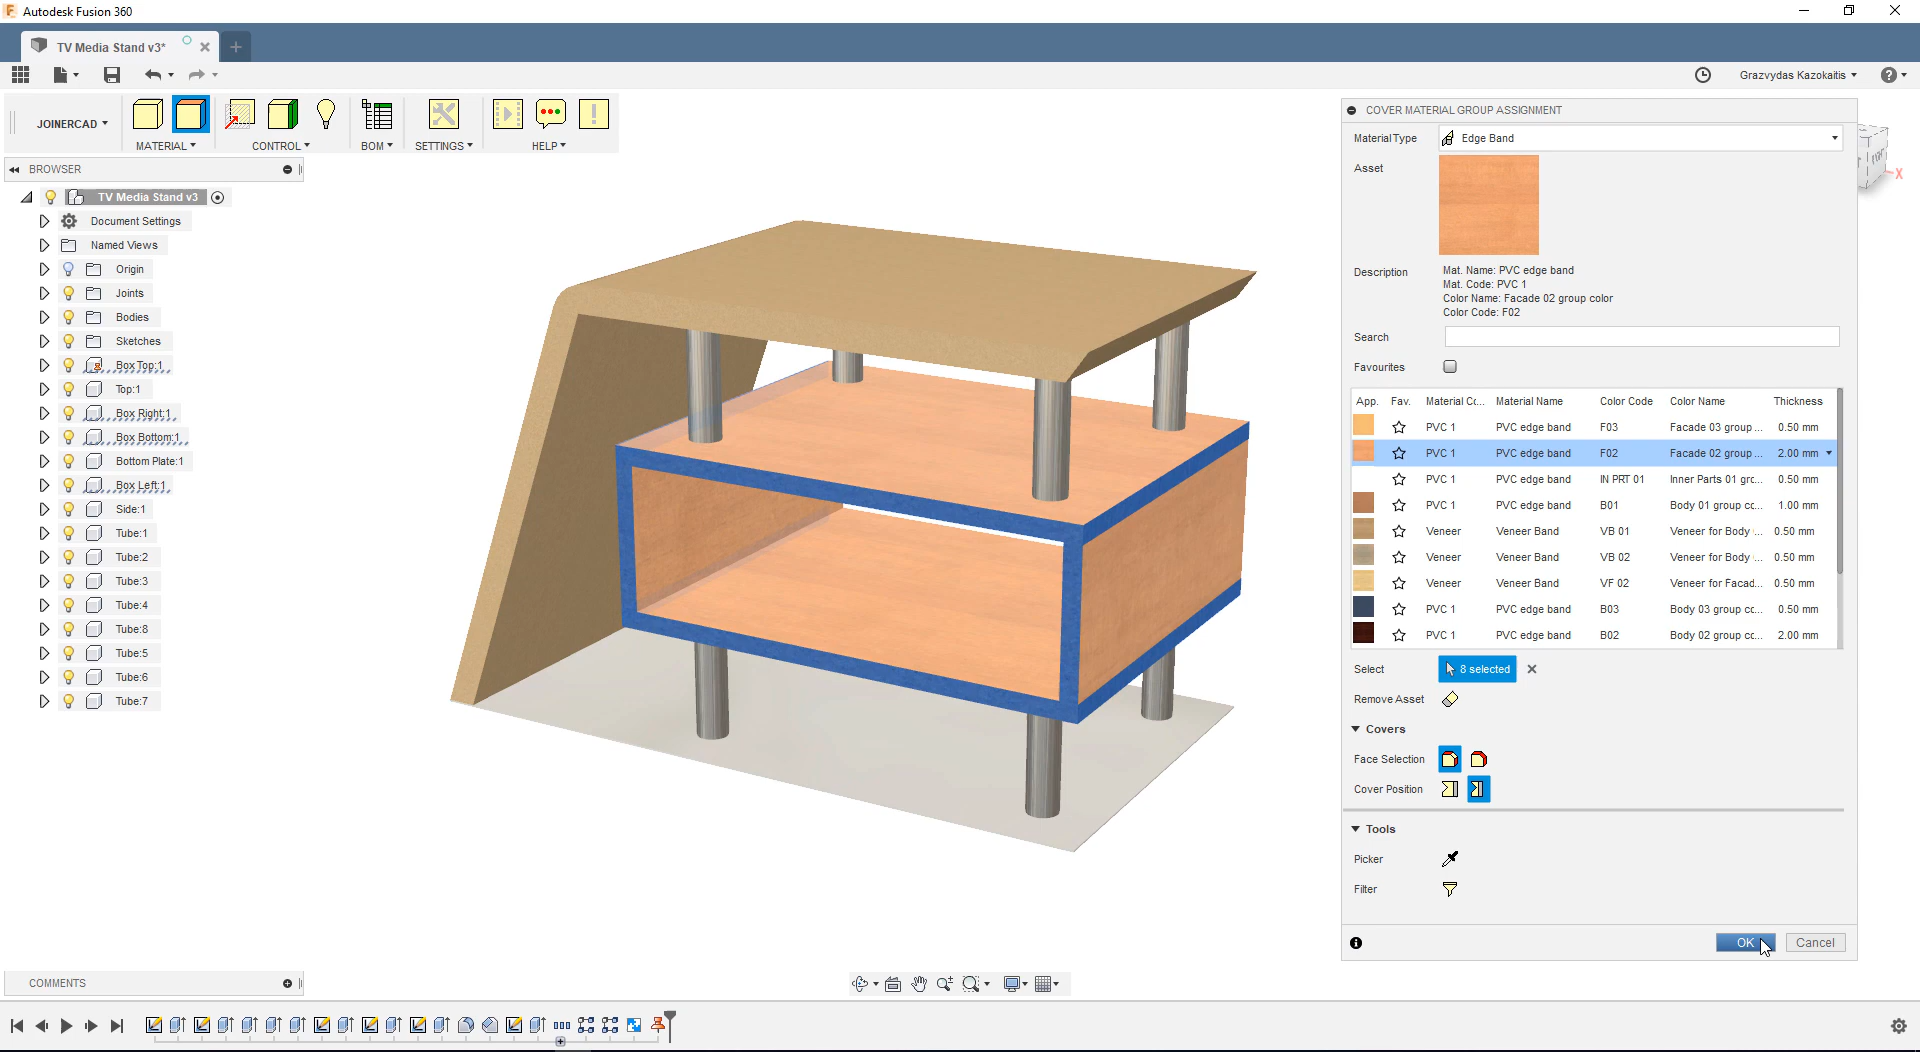 Autodesk Fusion 360
TV Media Stand v3*
Grazvydas Kazokaitis
JOINERCAD
MATERIAL
CONTROL
BOM
SETTINGS
HELP
BROWSER
TV Media Stand v3
Document Settings
Named Views
Origin
Joints
Bodies
Sketches
Box Top:1
Top:1
Box Right:1
Box Bottom:1
Bottom Plate:1
Box Left:1
Side:1
Tube:1
Tube:2
Tube:3
Tube:4
Tube:8
Tube:5
Tube:6
Tube:7
COMMENTS
COVER MATERIAL GROUP ASSIGNMENT
Material Type Edge Band
Asset
Description Mat. Name: PVC edge band
Mat. Code: PVC 1
Color Name: Facade 02 group color
Color Code: F02
Search
Favourites
App. Fav. Material Co... Material Name Color Code Color Name Thickness
PVC 1 PVC edge band F03 Facade 03 group ... 0.50 mm
PVC 1 PVC edge band F02 Facade 02 group ... 2.00 mm
PVC 1 PVC edge band IN PRT 01 Inner Parts 01 gro... 0.50 mm
PVC 1 PVC edge band B01 Body 01 group co... 1.00 mm
Veneer Veneer Band VB 01 Veneer for Body ... 0.50 mm
Veneer Veneer Band VB 02 Veneer for Body ... 0.50 mm
Veneer Veneer Band VF 02 Veneer for Facad... 0.50 mm
PVC 1 PVC edge band B03 Body 03 group co... 0.50 mm
PVC 1 PVC edge band B02 Body 02 group co... 2.00 mm
Select 8 selected
Remove Asset
Covers
Face Selection
Cover Position
Tools
Picker
Filter
OK Cancel
X